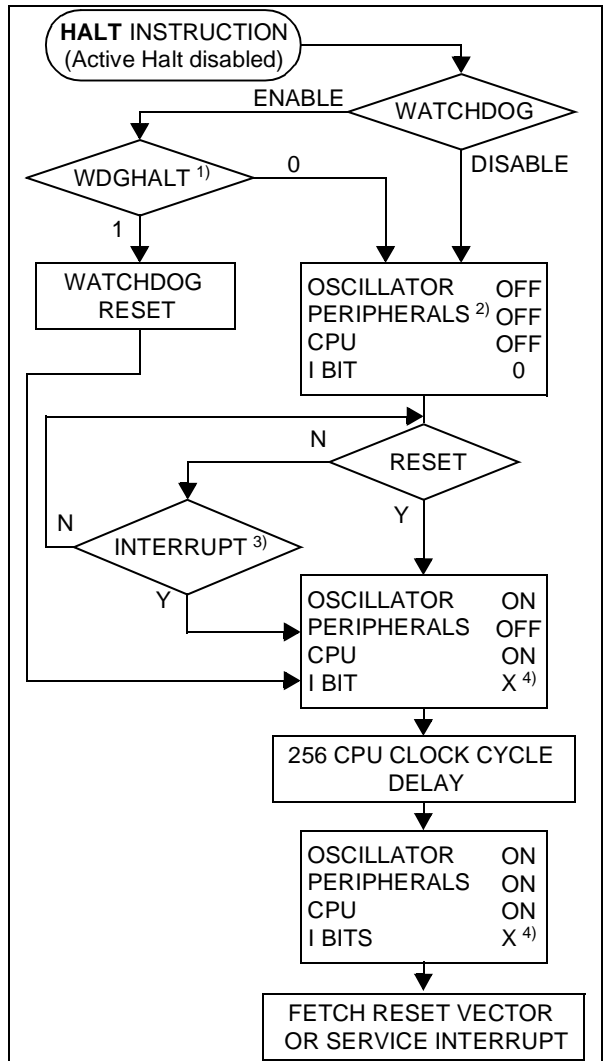 HALT INSTRUCTION
(Active Halt disabled)
ENABLE
WATCHDOG
WDGHALT 1)
0
DISABLE
1
WATCHDOG
RESET
OSCILLATOR OFF
PERIPHERALS 2) OFF
CPU OFF
I BIT 0
N
RESET
N
INTERRUPT 3)
Y
Y
OSCILLATOR ON
PERIPHERALS OFF
CPU ON
I BIT X 4)
256 CPU CLOCK CYCLE
DELAY
OSCILLATOR ON
PERIPHERALS ON
CPU ON
I BITS X 4)
FETCH RESET VECTOR
OR SERVICE INTERRUPT